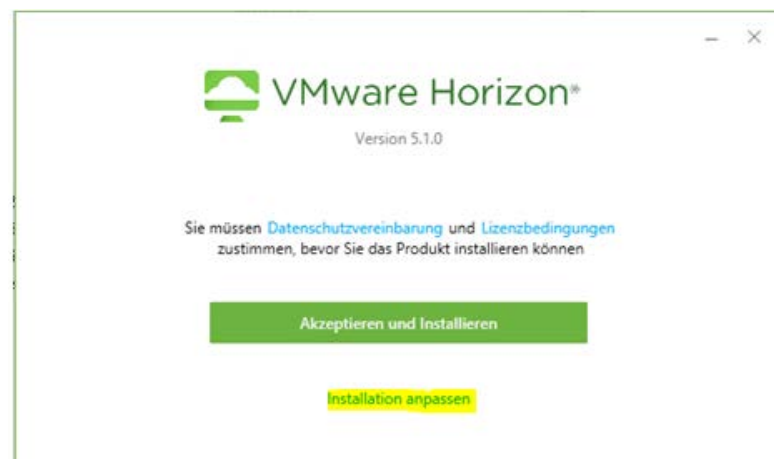 VMware Horizon®
Version 5.1.0
Sie müssen Datenschutzvereinbarung und Lizenzbedingungen
zustimmen, bevor Sie das Produkt installieren können
Akzeptieren und Installieren
Installation anpassen